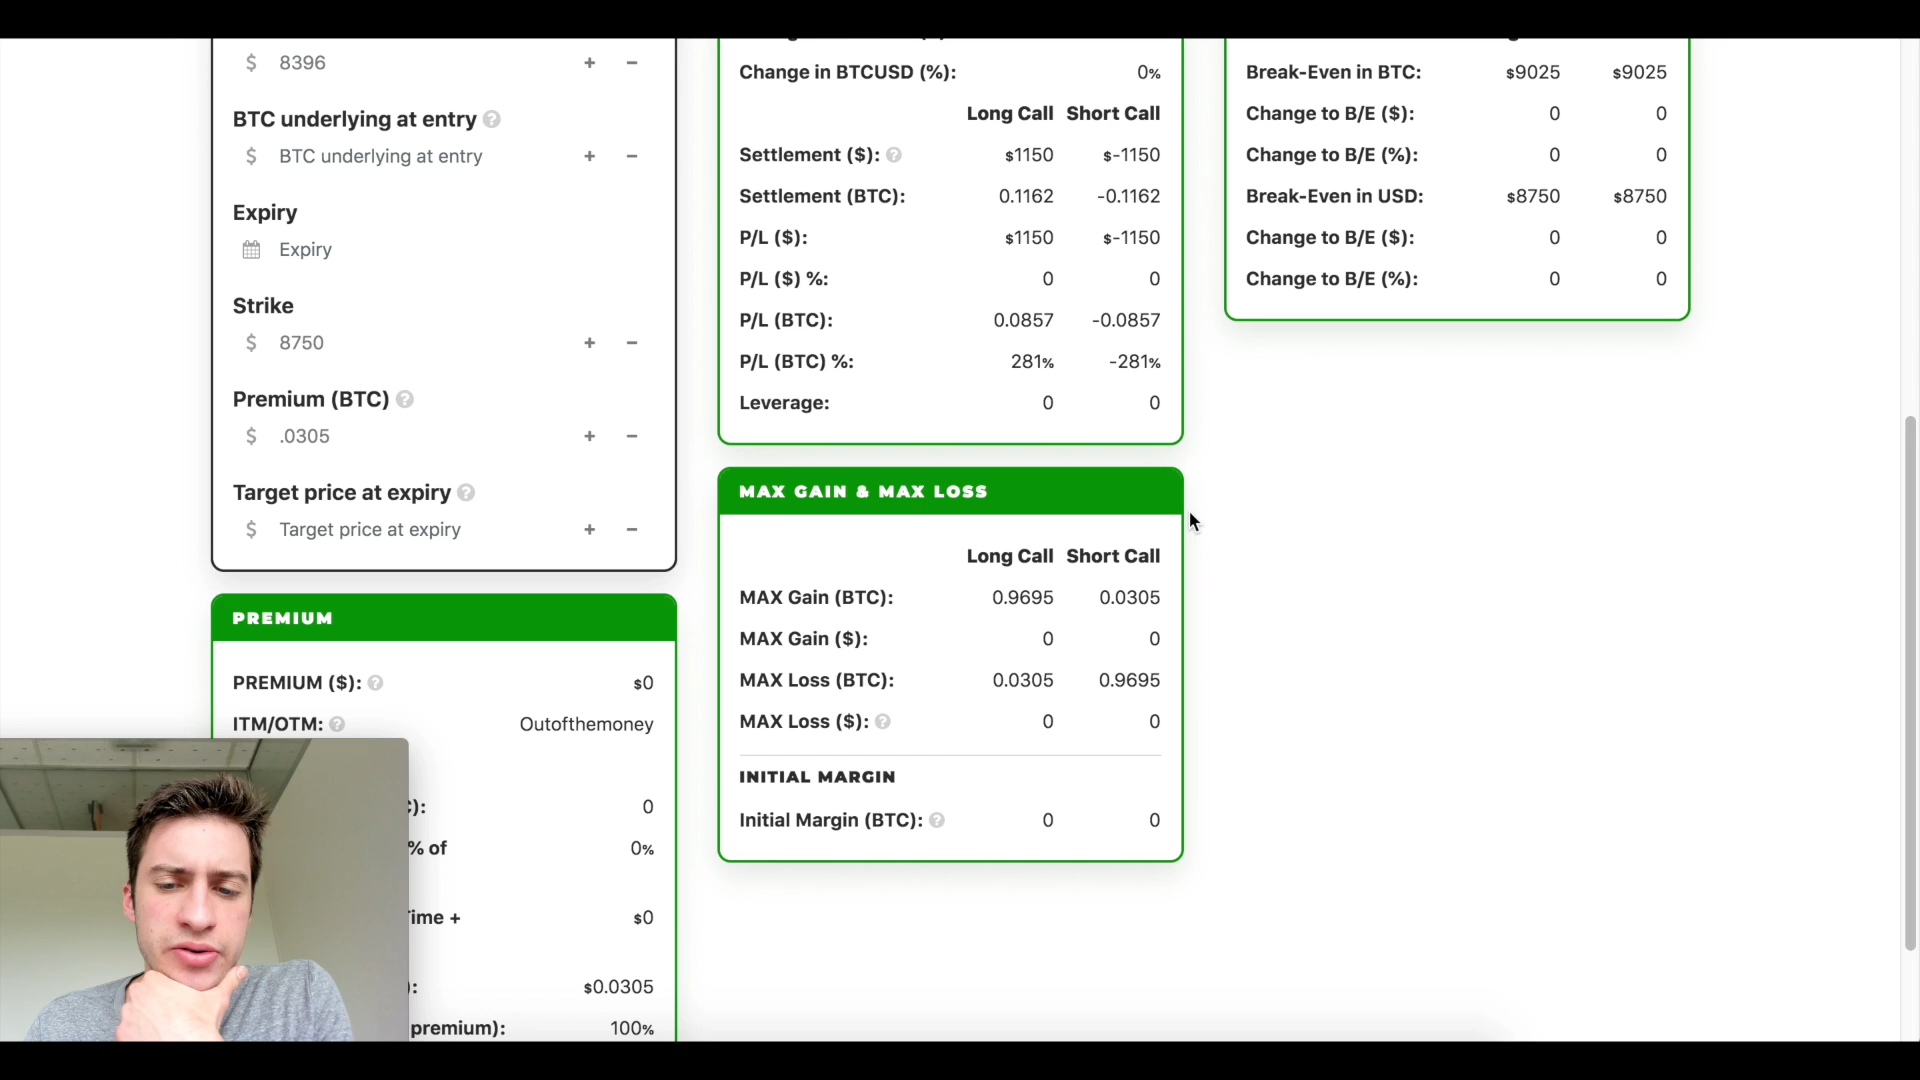 $ 8396 + −
BTC underlying at entry ?
$ BTC underlying at entry + −
Expiry
Expiry
Strike
$ 8750 + −
Premium (BTC) ?
$ .0305 + −
Target price at expiry ?
$ Target price at expiry + −
PREMIUM
PREMIUM ($): ? $0
ITM/OTM: ? Outofthemoney
): 0
% of 0%
ime + $0
): $0.0305
premium): 100%
Change in BTCUSD (%): 0%
Long Call Short Call
Settlement ($): ? $1150 $-1150
Settlement (BTC): 0.1162 -0.1162
P/L ($): $1150 $-1150
P/L ($) %: 0 0
P/L (BTC): 0.0857 -0.0857
P/L (BTC) %: 281% -281%
Leverage: 0 0
MAX GAIN & MAX LOSS
Long Call Short Call
MAX Gain (BTC): 0.9695 0.0305
MAX Gain ($): 0 0
MAX Loss (BTC): 0.0305 0.9695
MAX Loss ($): ? 0 0
INITIAL MARGIN
Initial Margin (BTC): ? 0 0
Break-Even in BTC: $9025 $9025
Change to B/E ($): 0 0
Change to B/E (%): 0 0
Break-Even in USD: $8750 $8750
Change to B/E ($): 0 0
Change to B/E (%): 0 0